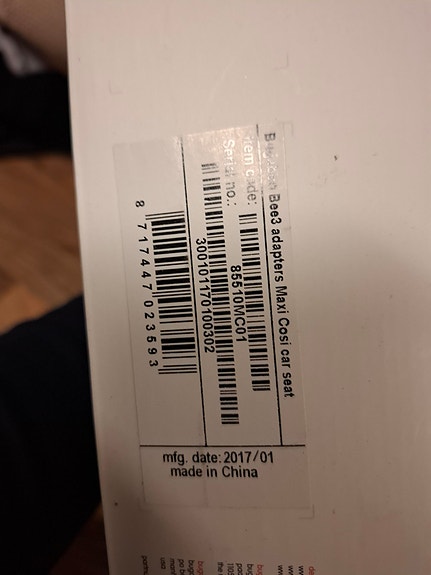 Bee3 adapters Maxi Cosi car seat
item code:
85510MC01
Serial no.:
300101170100302
8 717447 023593
mfg. date: 2017/01
made in China